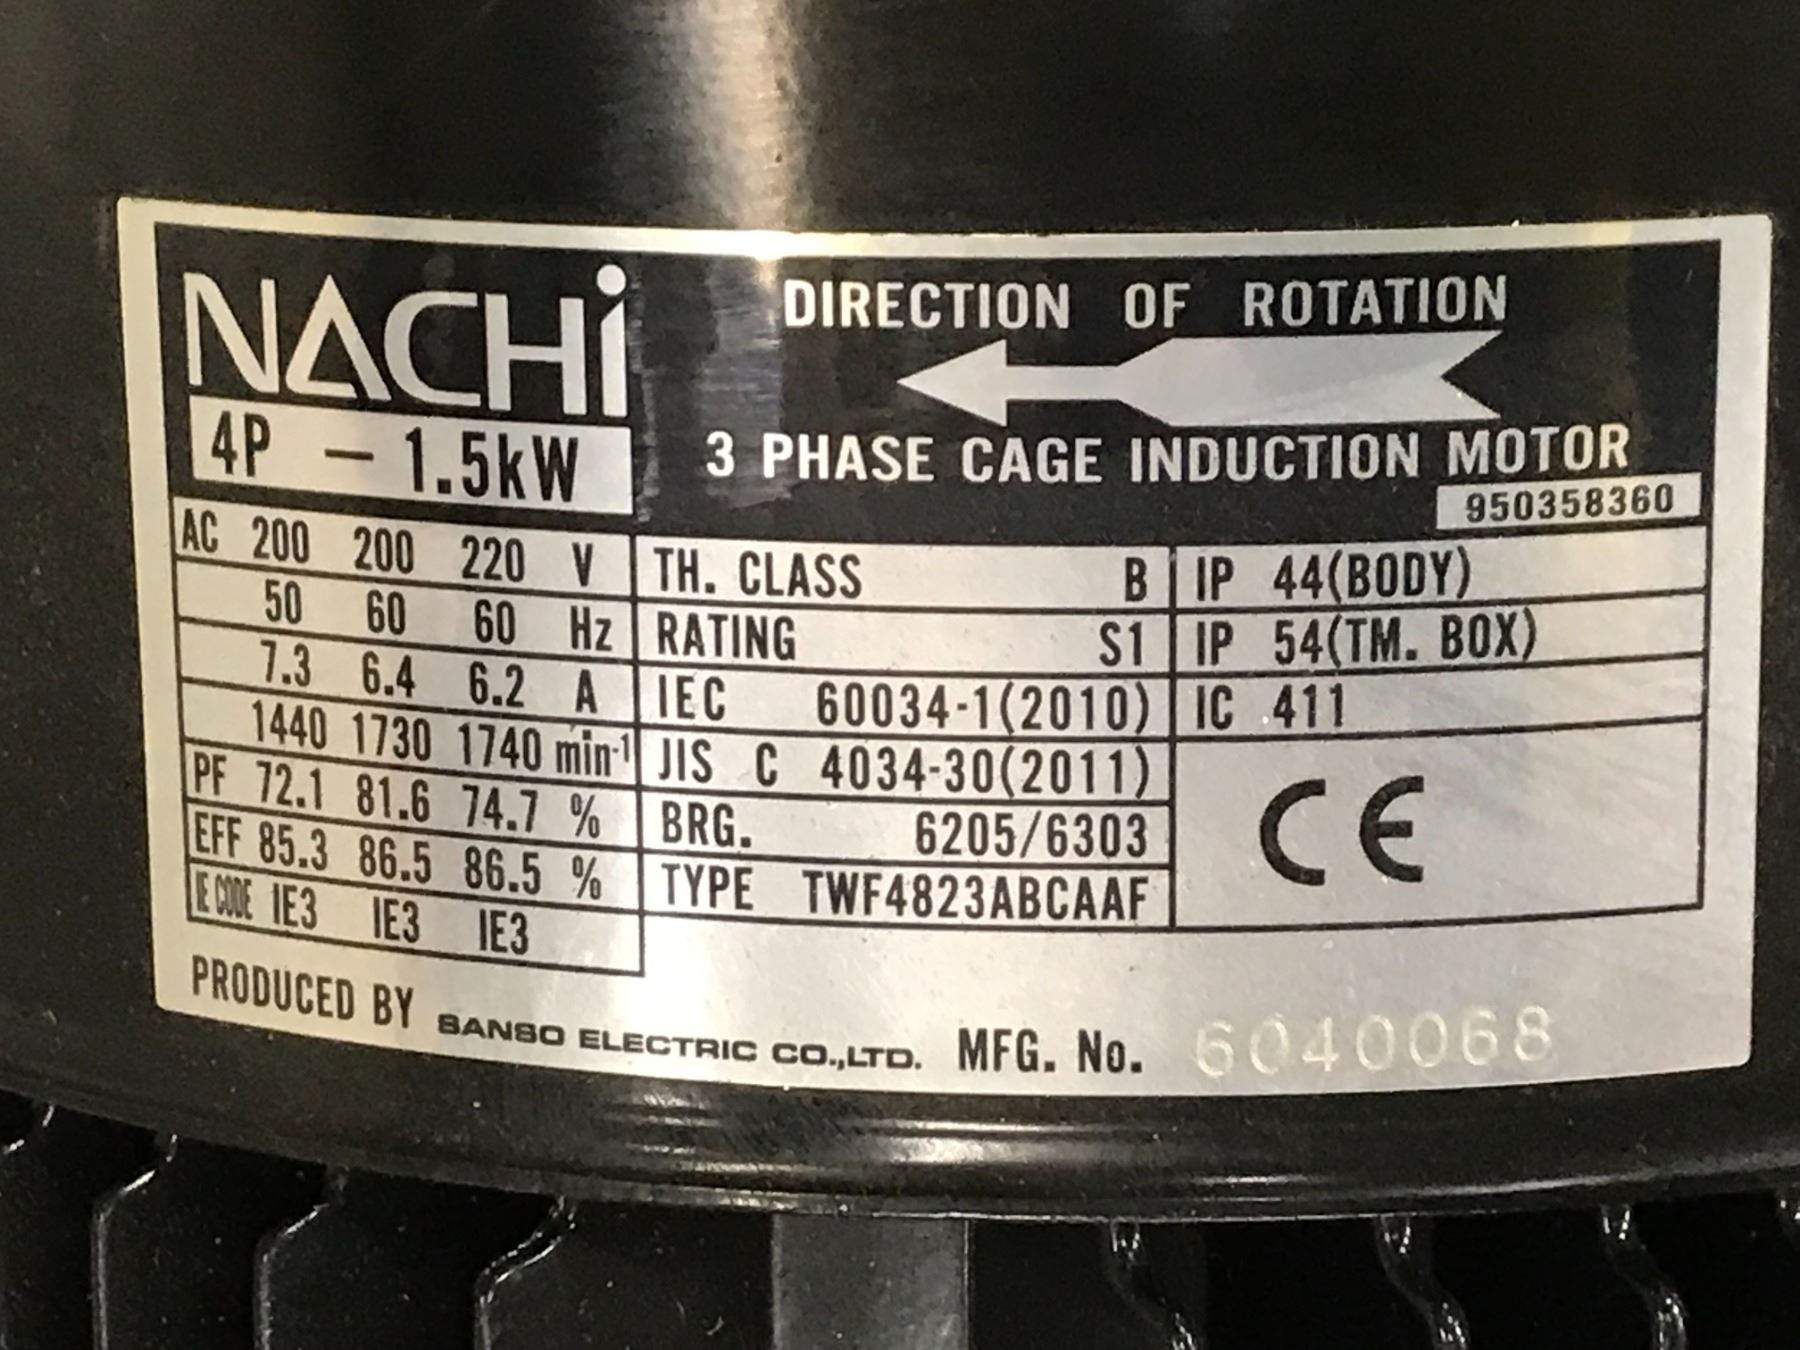 NACHi
DIRECTION OF ROTATION
4P - 1.5kW
3 PHASE CAGE INDUCTION MOTOR
950358360
AC 200 200 220 V
50 60 60 Hz
7.3 6.4 6.2 A
1440 1730 1740 min-1
PF 72.1 81.6 74.7 %
EFF 85.3 86.5 86.5 %
IE CODE IE3 IE3 IE3
TH. CLASS B
RATING S1
IEC 60034-1(2010)
JIS C 4034-30(2011)
BRG. 6205/6303
TYPE TWF4823ABCAAF
IP 44(BODY)
IP 54(TM. BOX)
IC 411
CE
PRODUCED BY SANSO ELECTRIC CO.,LTD. MFG. No. 6040068